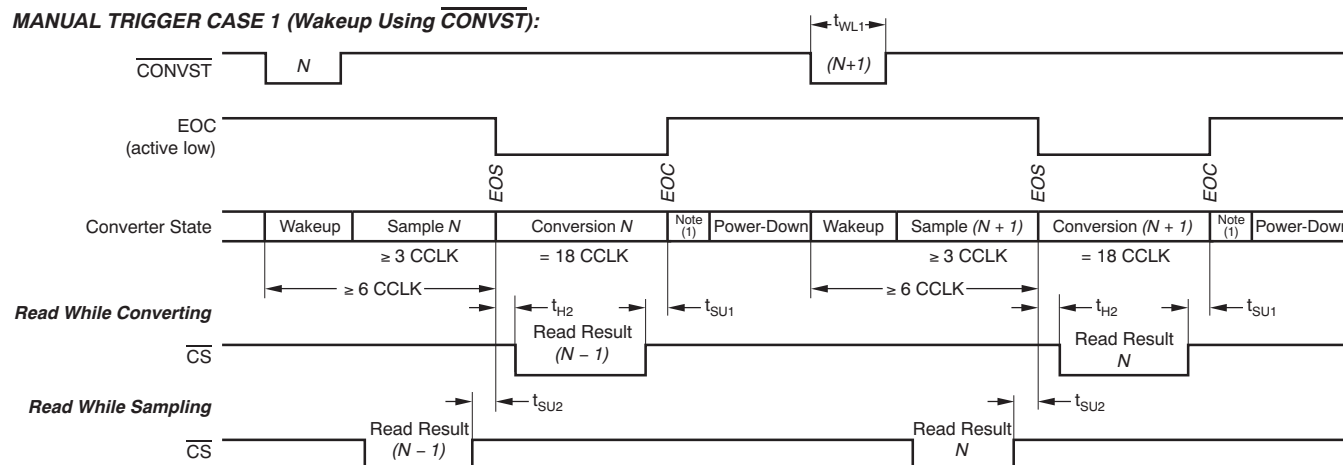 MANUAL TRIGGER CASE 1 (Wakeup Using CONVST):
tWL1
CONVST
N
(N+1)
EOC
(active low)
EOS
EOC
EOS
EOC
Converter State
Wakeup
Sample N
Conversion N
Note
(1)
Power-Down
Wakeup
Sample (N + 1)
Conversion (N + 1)
Note
(1)
Power-Down
≥ 3 CCLK
= 18 CCLK
≥ 3 CCLK
= 18 CCLK
≥ 6 CCLK
≥ 6 CCLK
Read While Converting
tH2
tSU1
tH2
tSU1
CS
Read Result
(N − 1)
Read Result
N
Read While Sampling
tSU2
tSU2
CS
Read Result
(N − 1)
Read Result
N